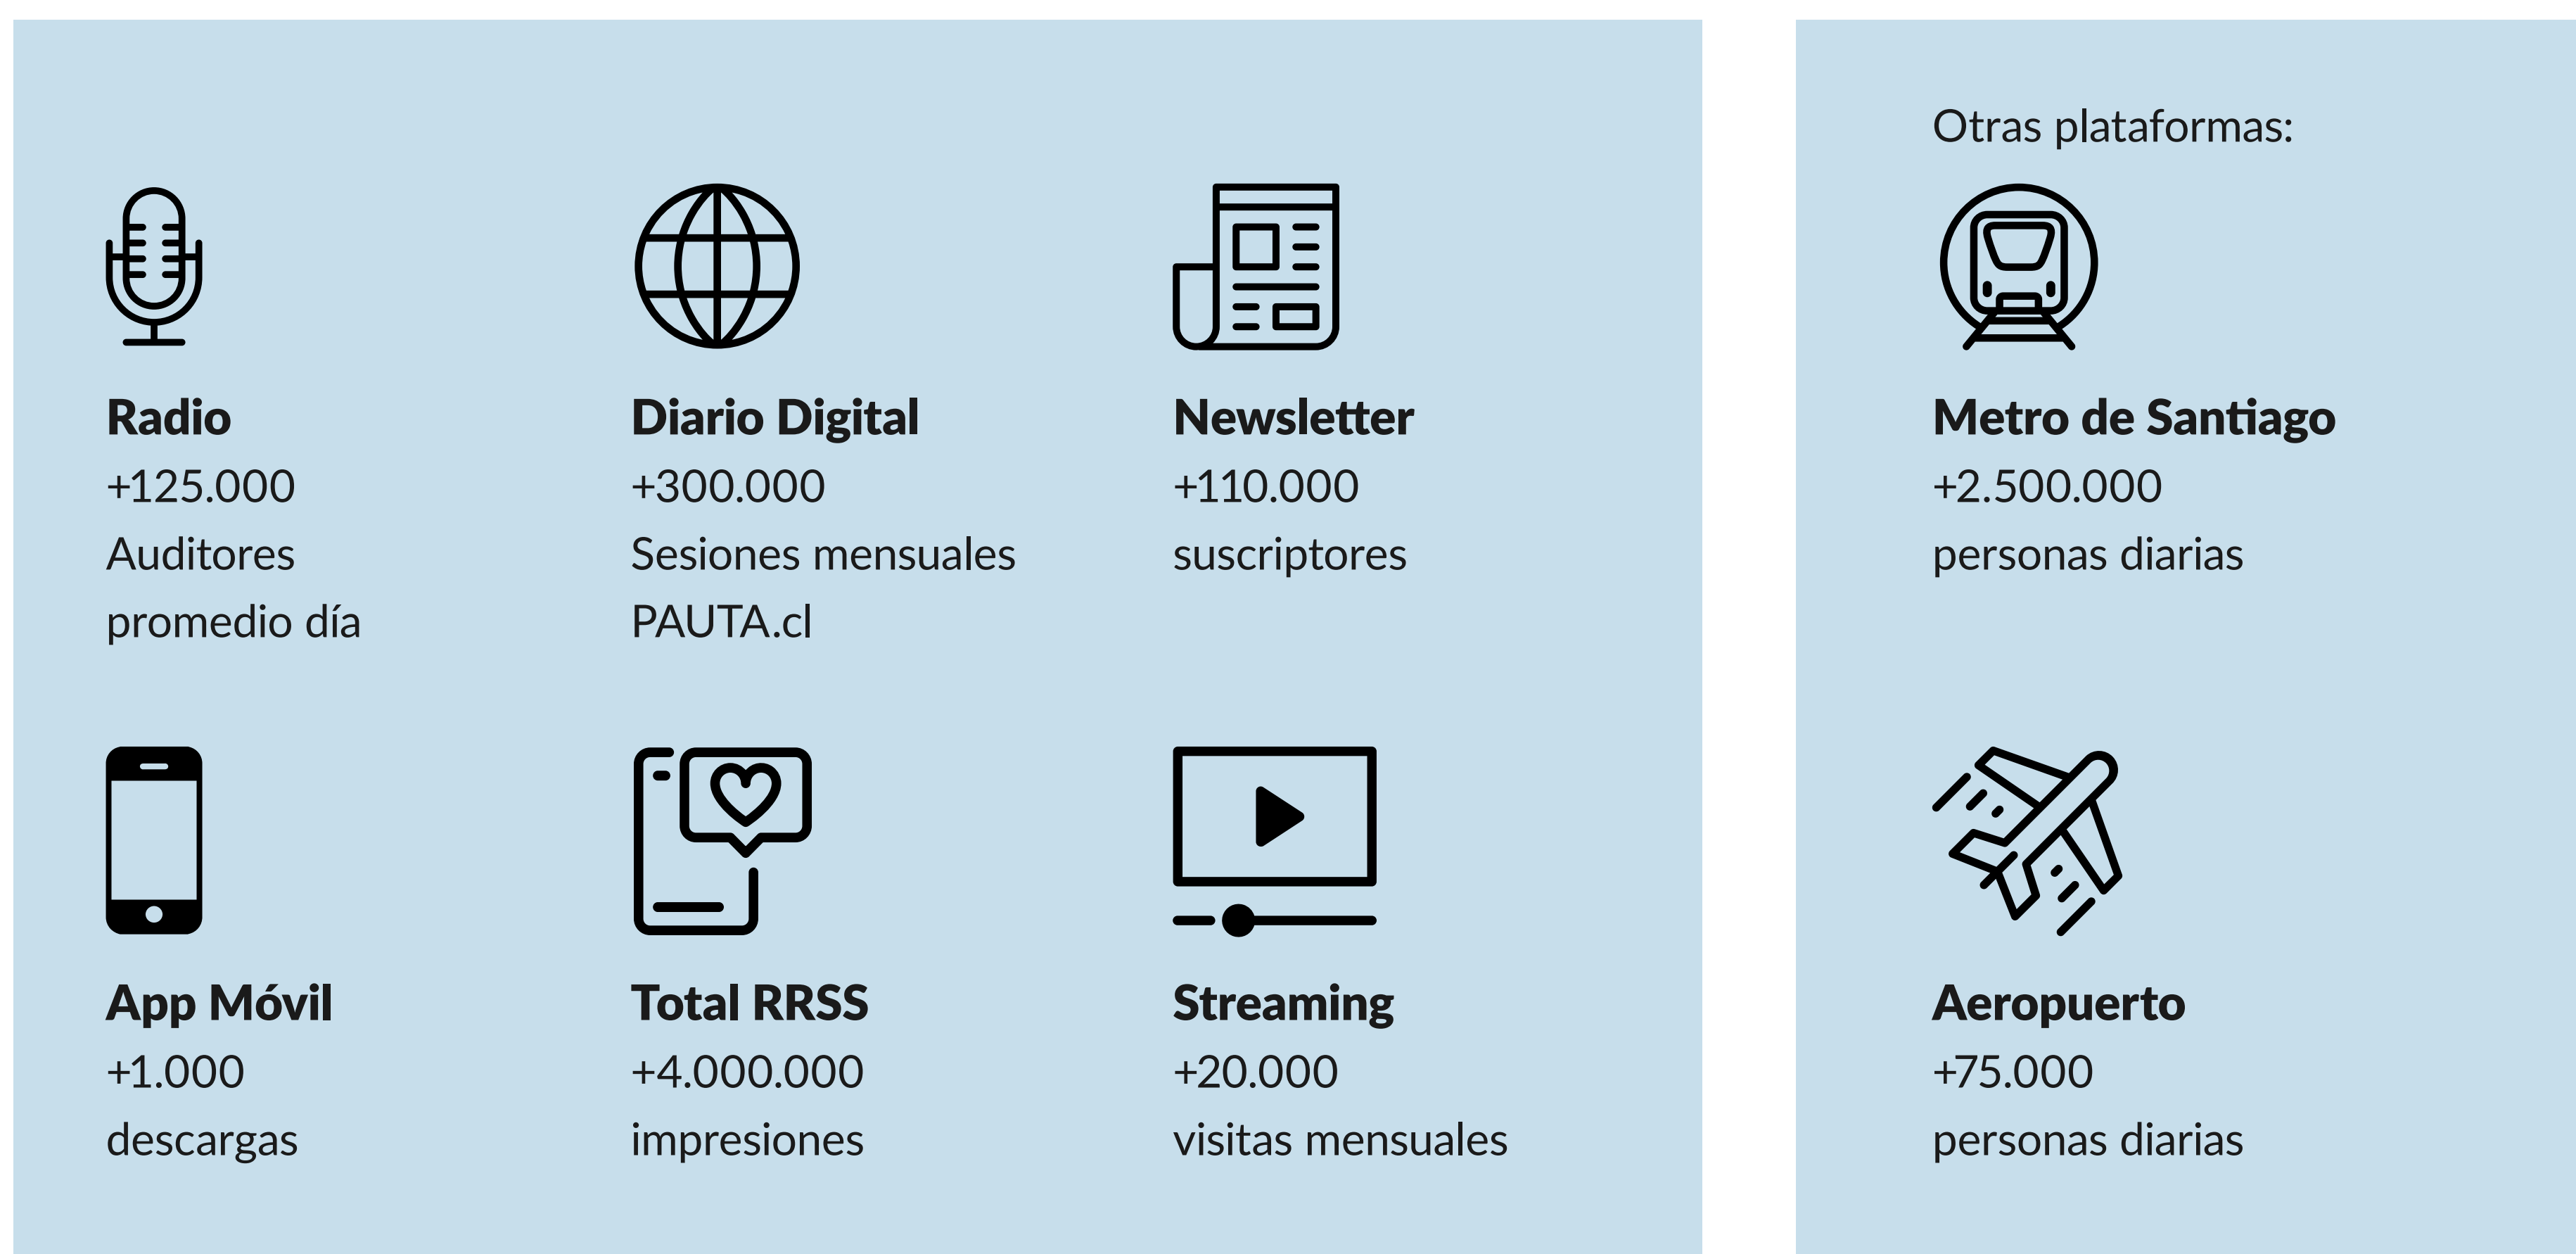 Radio
+125.000
Auditores
promedio día
Diario Digital
+300.000
Sesiones mensuales
PAUTA.cl
Newsletter
+110.000
suscriptores
App Móvil
+1.000
descargas
Total RRSS
+4.000.000
impresiones
Streaming
+20.000
visitas mensuales
Otras plataformas:
Metro de Santiago
+2.500.000
personas diarias
Aeropuerto
+75.000
personas diarias